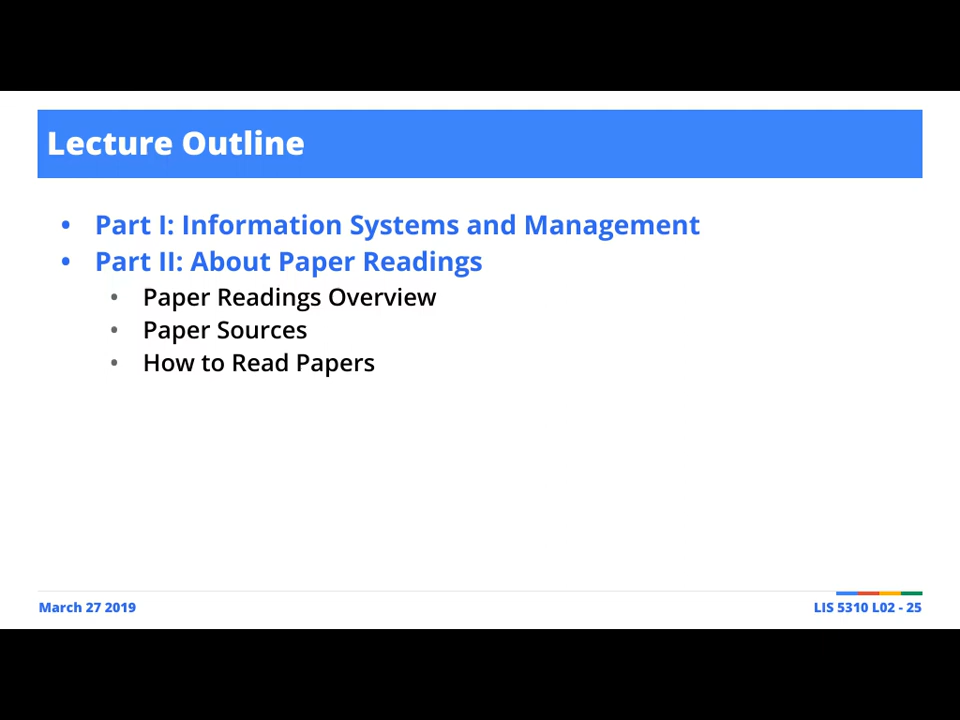 Lecture Outline
• Part I: Information Systems and Management
• Part II: About Paper Readings
• Paper Readings Overview
• Paper Sources
• How to Read Papers
March 27 2019
LIS 5310 L02 - 25